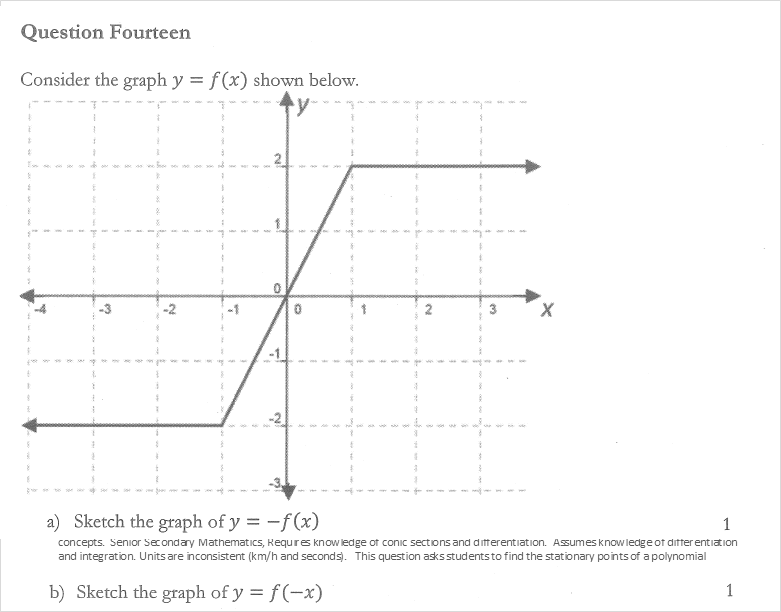 Question Fourteen
Consider the graph y = f(x) shown below.
y
2
1
0
-4 -3 -2 -1 0 1 2 3 x
-1
-2
-3
a) Sketch the graph of y = −f(x) 1
concepts. Senior Secondary Mathematics, Requires knowledge of conic sections and differentiation. Assumes knowledge of differentiation
and integration. Units are inconsistent (km/h and seconds). This question asks students to find the stationary points of a polynomial
b) Sketch the graph of y = f(−x) 1